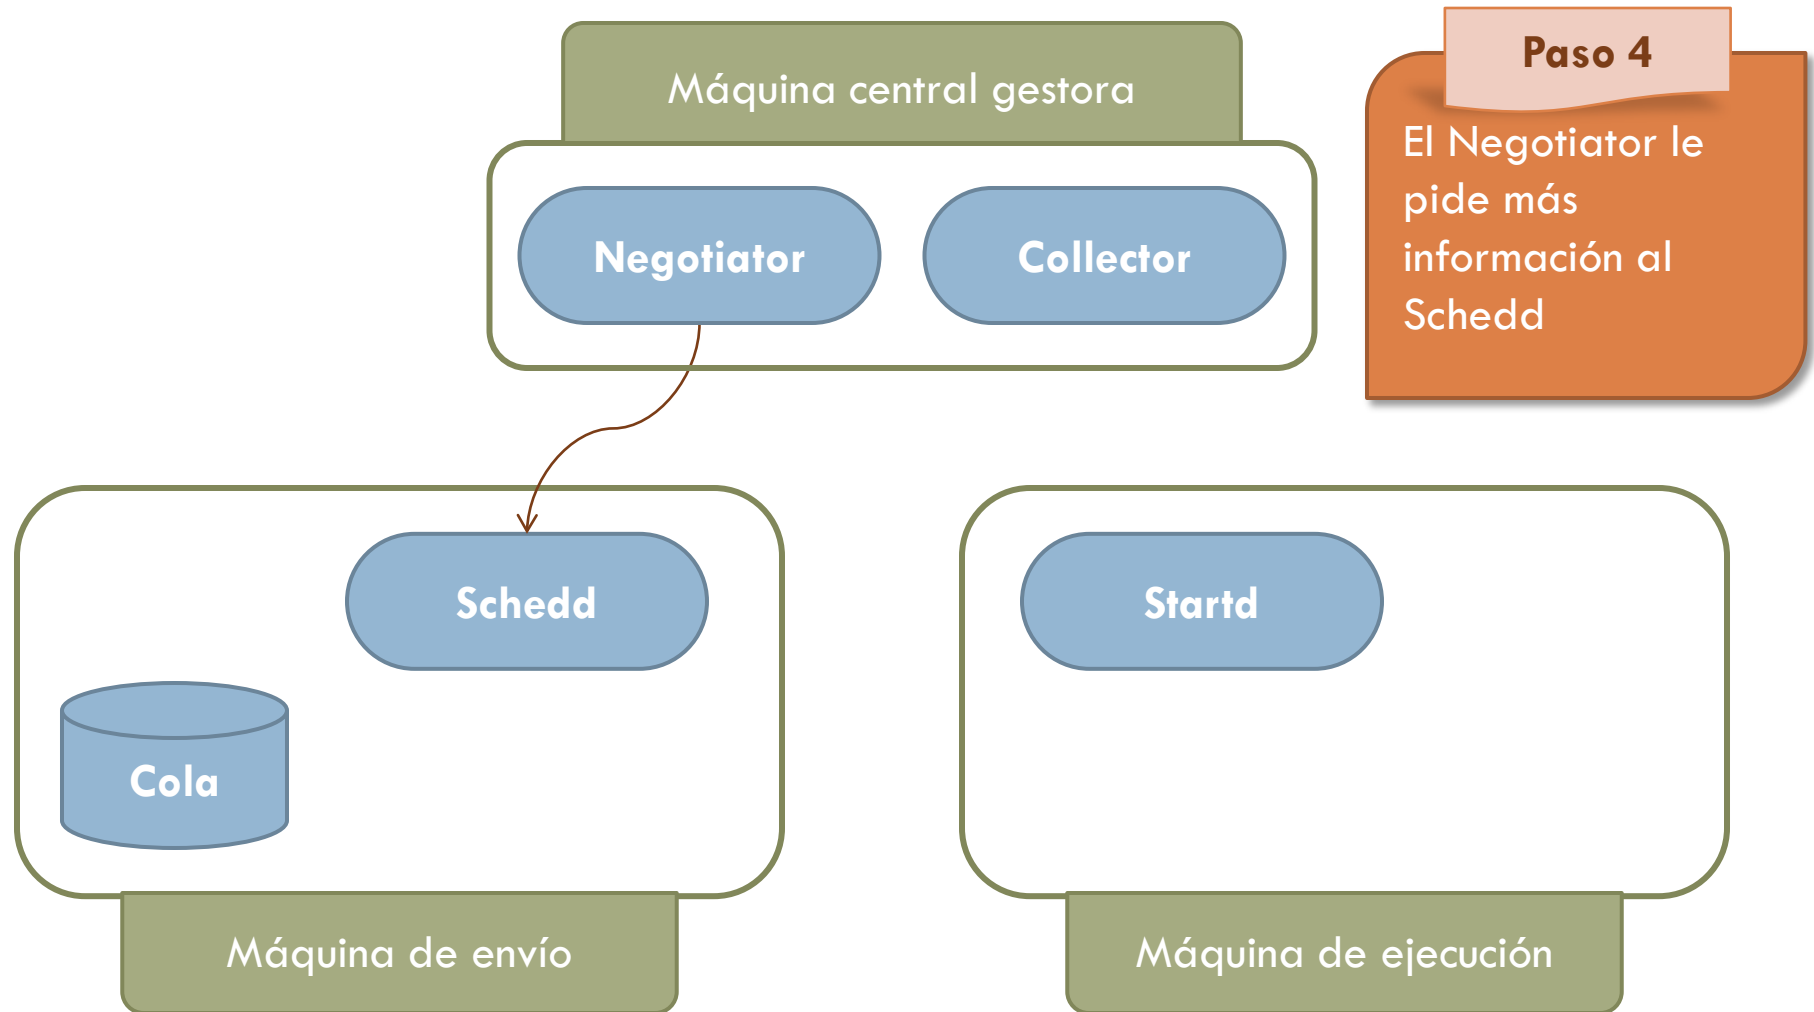 Máquina central gestora
Negotiator
Collector
Paso 4
El Negotiator le
pide más
información al
Schedd
Schedd
Cola
Máquina de envío
Startd
Máquina de ejecución